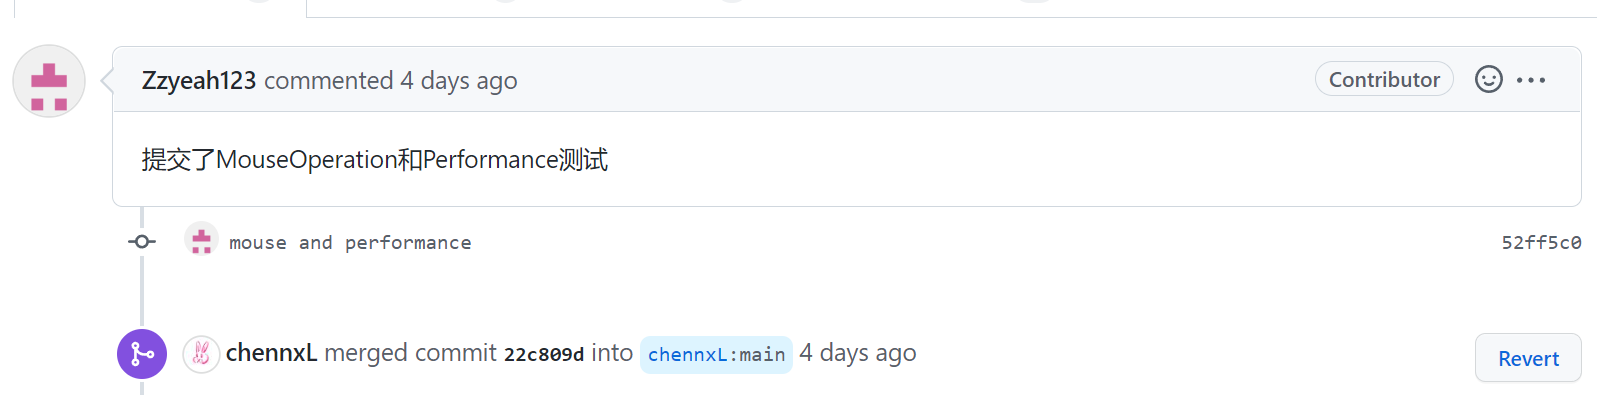 Zzyeah123 commented 4 days ago
Contributor
提交了MouseOperation和Performance测试
mouse and performance
52ff5c0
chennxL merged commit 22c809d into chennxL:main 4 days ago
Revert